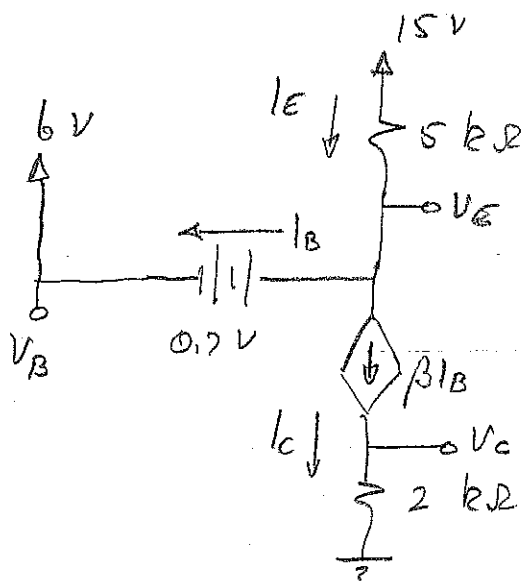 15 V
I_E
5 kΩ
6 V
V_E
I_B
V_B
0.7 V
βI_B
I_C
V_C
2 kΩ